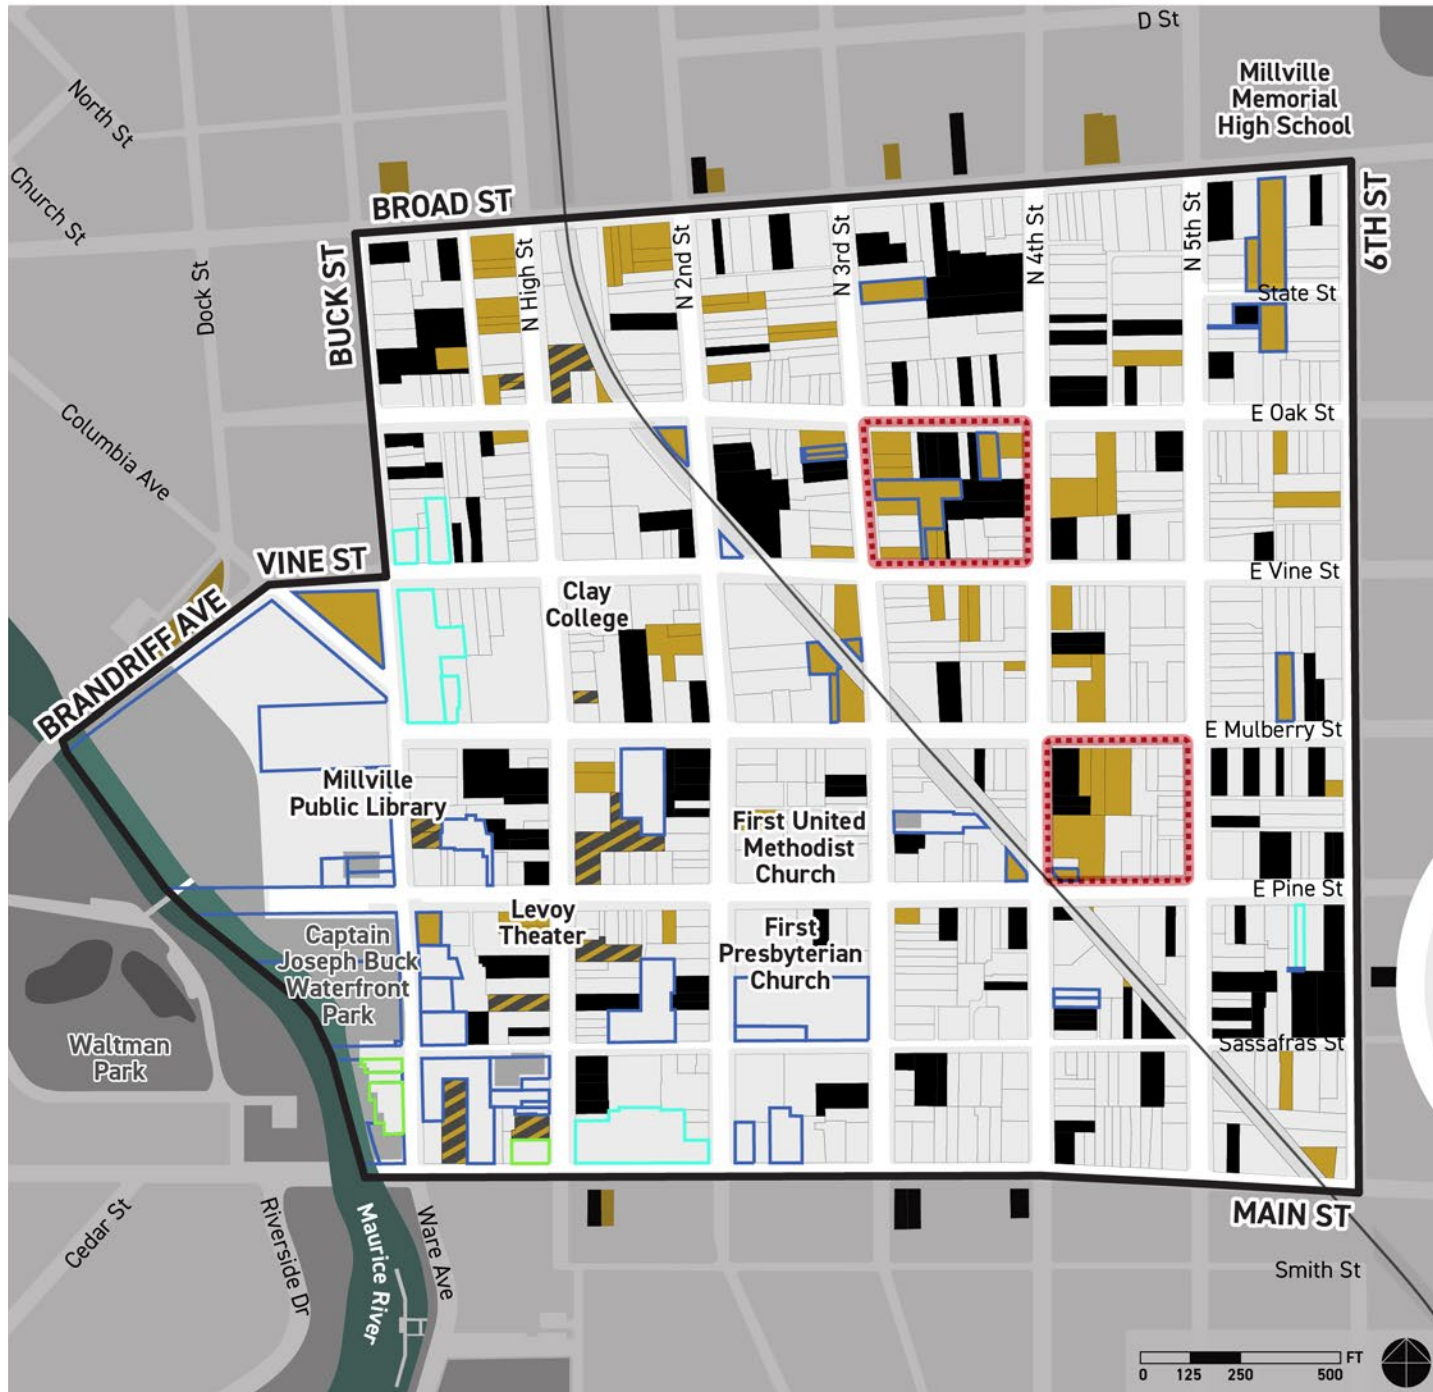 D St
Millville
Memorial
High School
North St
Church St
BROAD ST
Dock St
BUCK ST
N High St
N 2nd St
N 3rd St
N 4th St
N 5th St
6TH ST
State St
E Oak St
Columbia Ave
VINE ST
E Vine St
BRANDRIFF AVE
Clay
College
E Mulberry St
Millville
Public Library
First United
Methodist
Church
E Pine St
Captain
Joseph Buck
Waterfront
Park
Levoy
Theater
First
Presbyterian
Church
Waltman
Park
Sassafras St
MAIN ST
Cedar St
Riverside Dr
Maurice River
Ware Ave
Smith St
FT
0 125 250 500